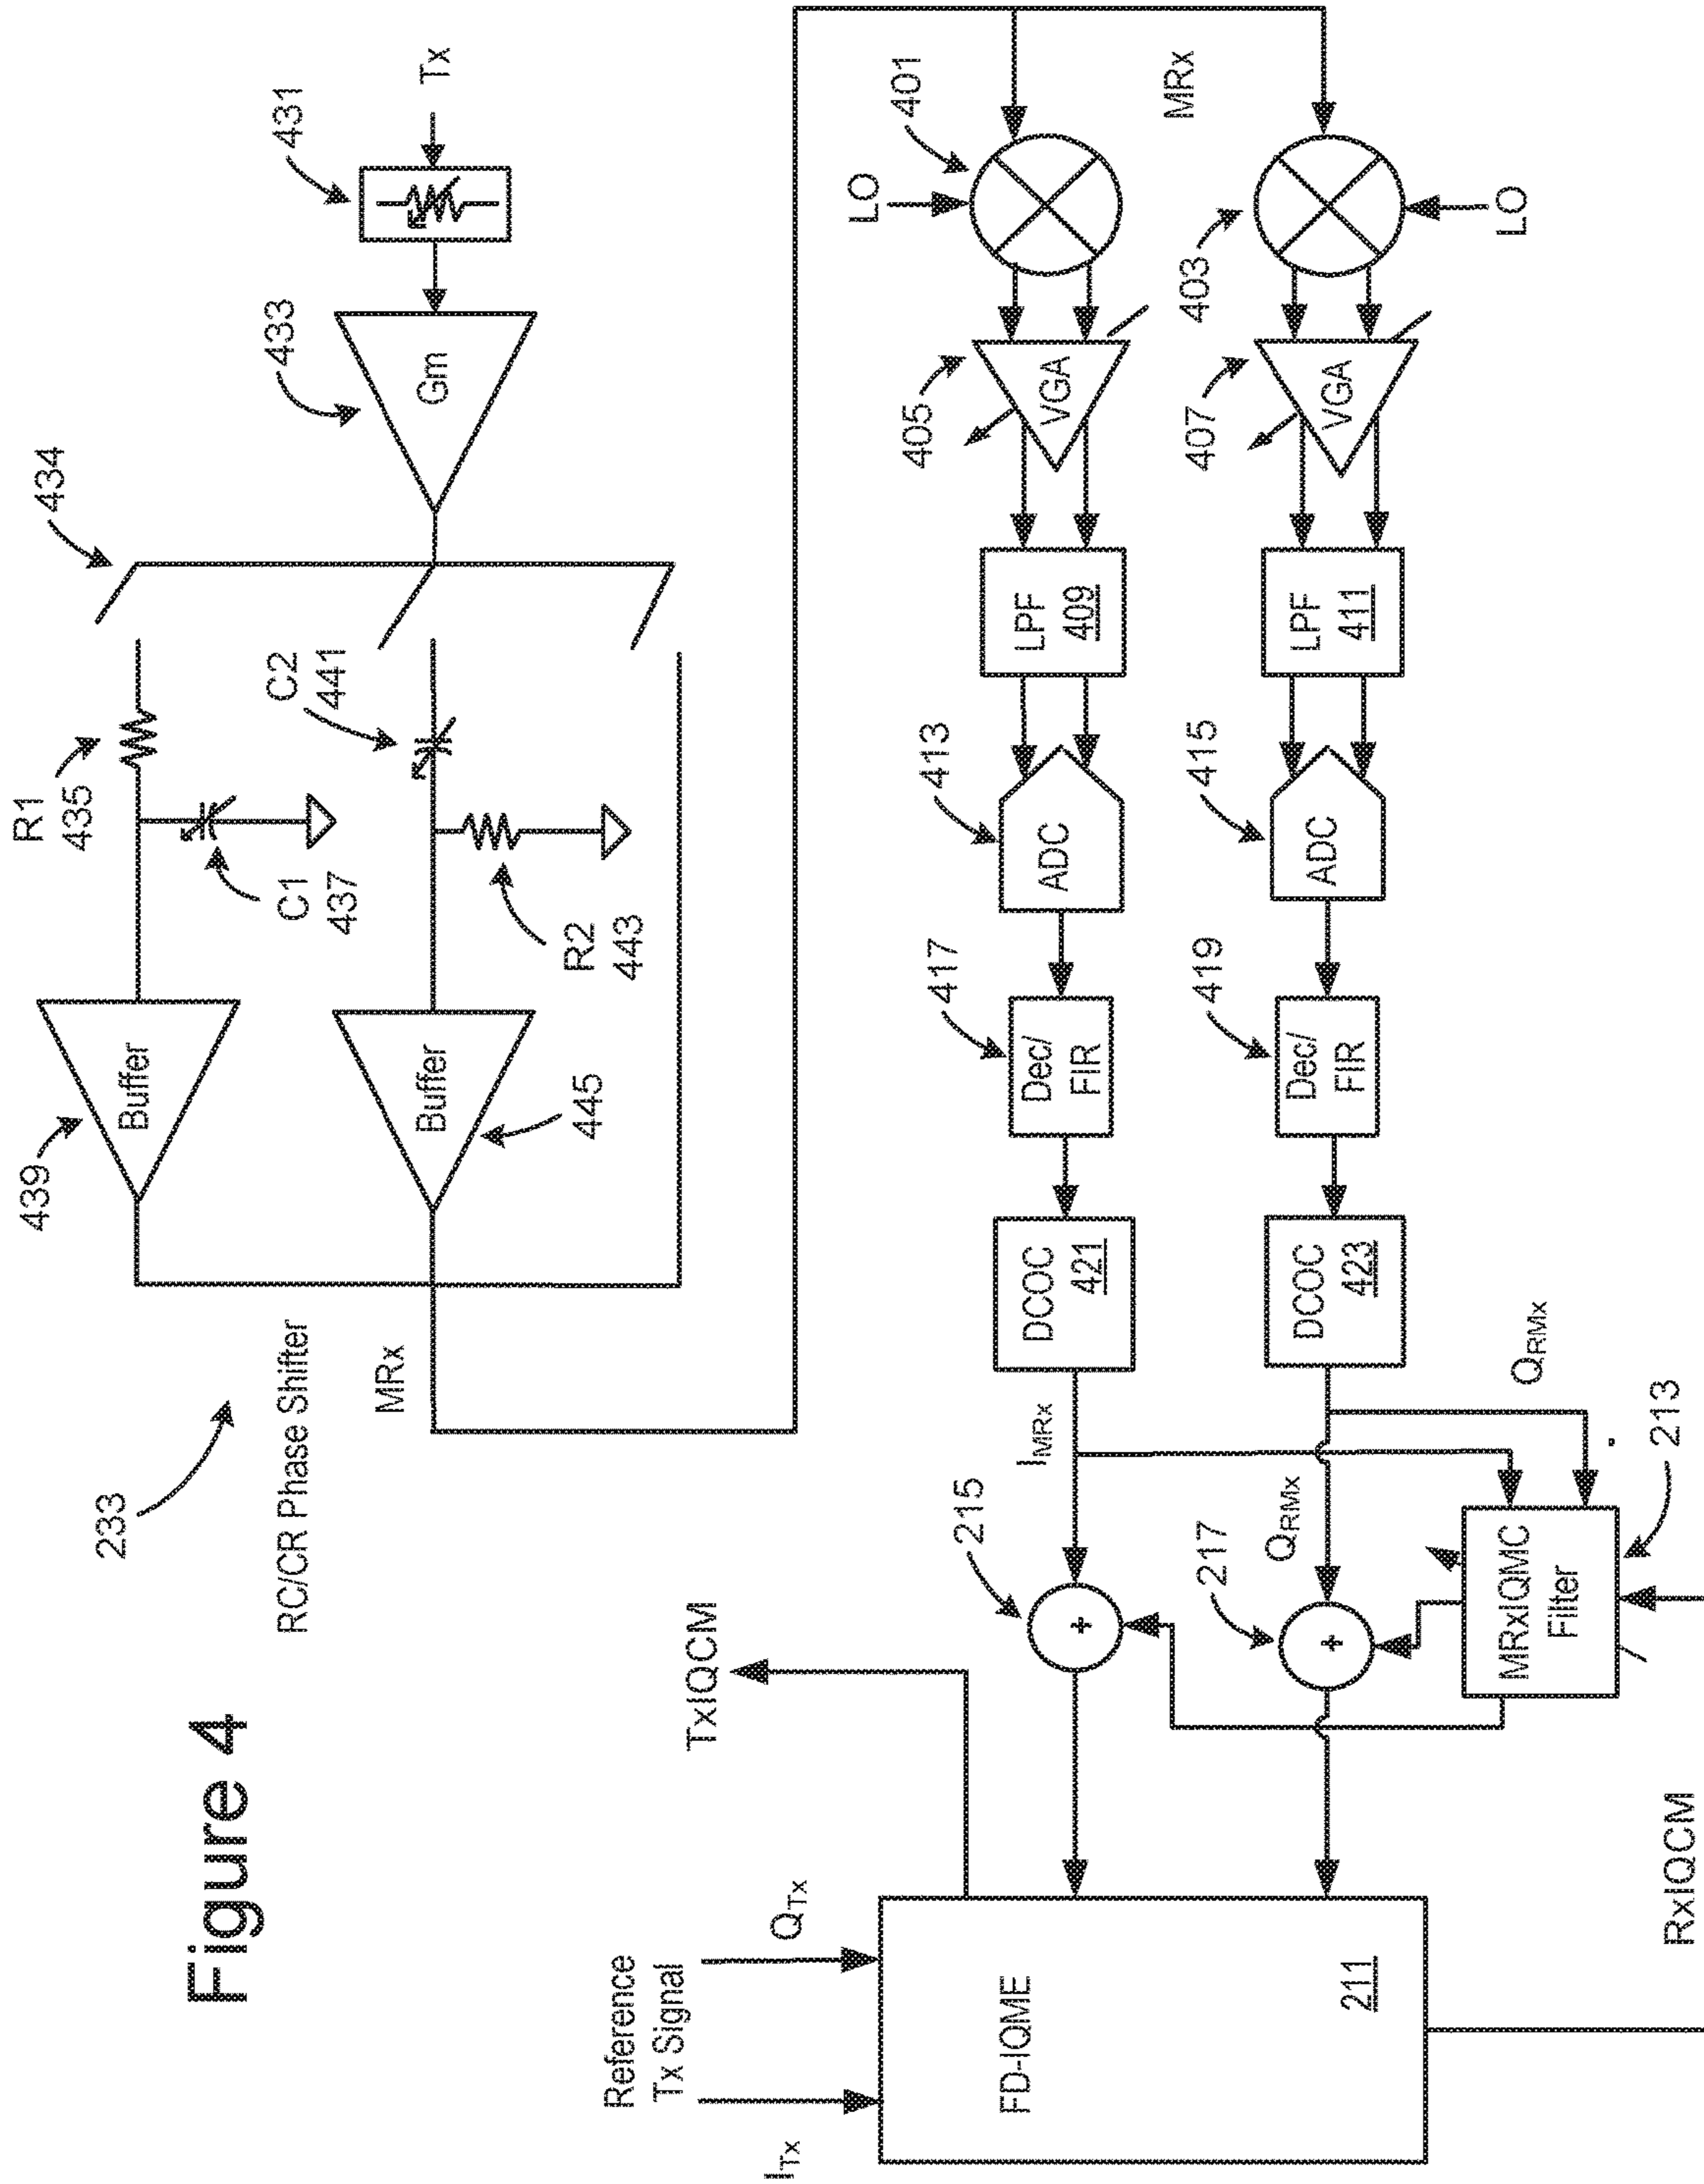 Figure 4
233
RC/CR Phase Shifter
MRx
439
Buffer
R1
435
C1
437
434
Buffer
445
C2
441
R2
443
433
Gm
431
Tx
Reference
Tx Signal
I_Tx
Q_Tx
TxIQCM
FD-IQME
211
RxIQCM
215
+
217
+
I_MRx
Q_RMx
Q_RMx
MRxIQMC
Filter
213
DCOC
421
DCOC
423
417
Dec/
FIR
419
Dec/
FIR
413
ADC
415
ADC
LPF
409
LPF
411
405
VGA
407
VGA
LO
401
403
LO
MRx